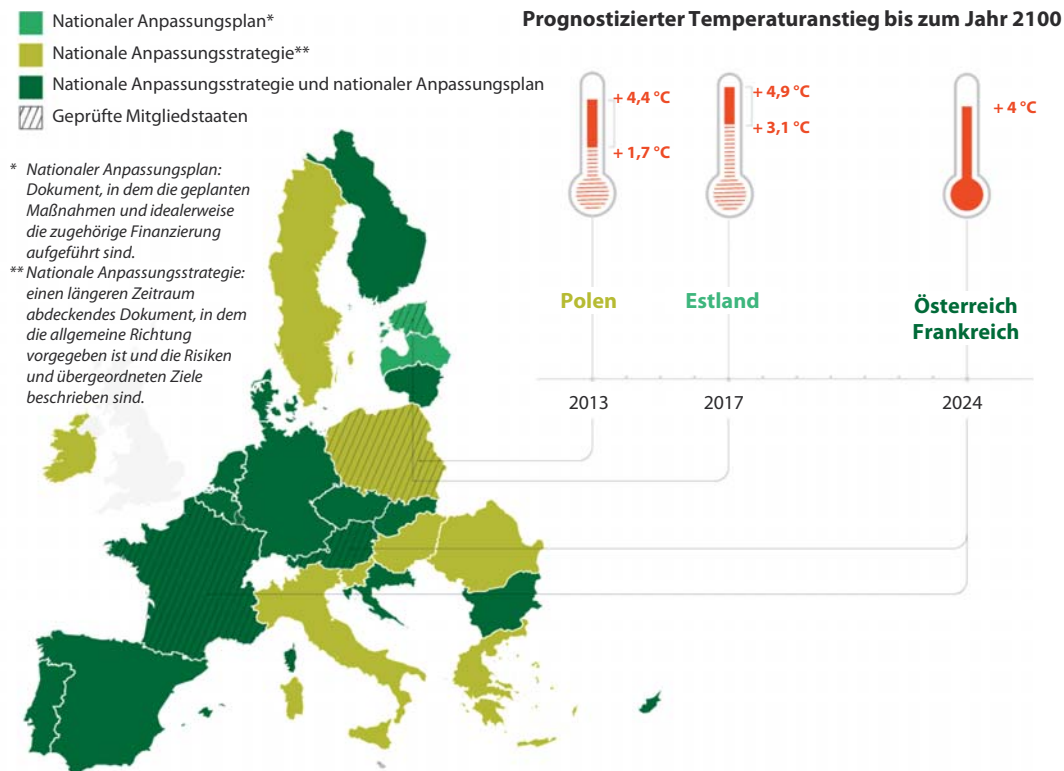 Nationaler Anpassungsplan*
Nationale Anpassungsstrategie**
Nationale Anpassungsstrategie und nationaler Anpassungsplan
Geprüfte Mitgliedstaaten
* Nationaler Anpassungsplan:
Dokument, in dem die geplanten
Maßnahmen und idealerweise
die zugehörige Finanzierung
aufgeführt sind.
** Nationale Anpassungsstrategie:
einen längeren Zeitraum
abdeckendes Dokument, in dem
die allgemeine Richtung
vorgegeben ist und die Risiken
und übergeordneten Ziele
beschrieben sind.
Prognostizierter Temperaturanstieg bis zum Jahr 2100
+ 4,4 °C
+ 1,7 °C
+ 4,9 °C
+ 3,1 °C
+ 4 °C
Polen
Estland
Österreich
Frankreich
2013
2017
2024